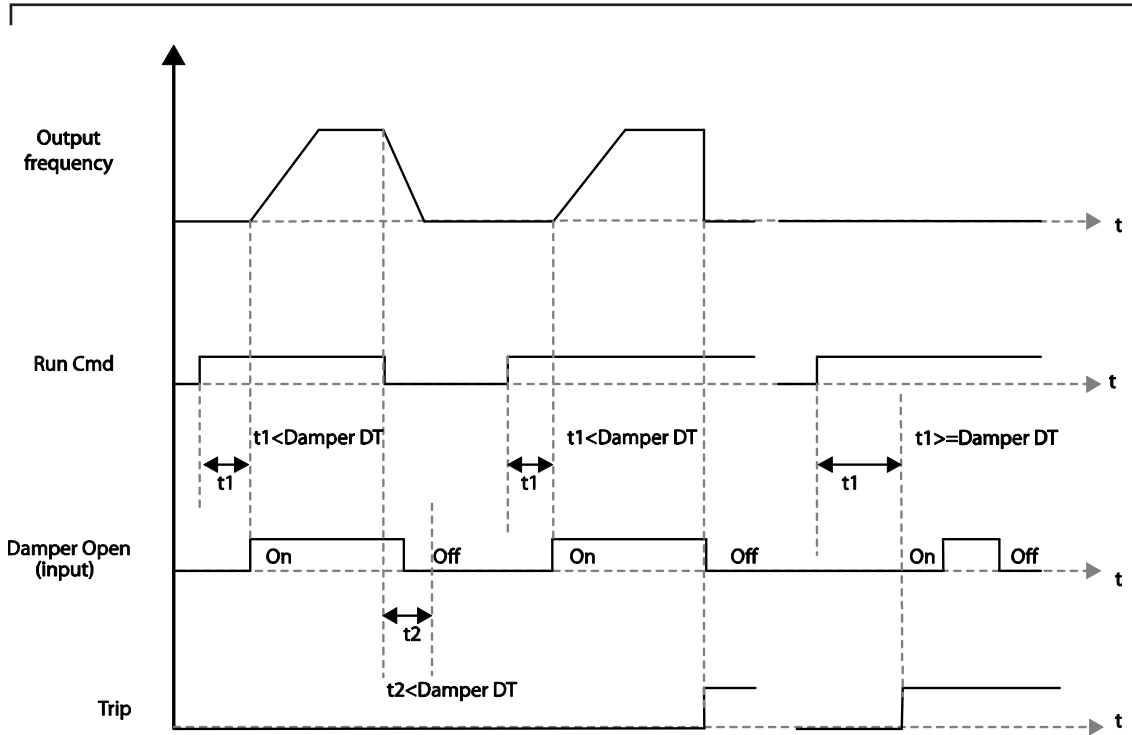 Output
frequency
t
Run Cmd
t
t1<Damper DT
t1<Damper DT
t1>=Damper DT
t1
t1
t1
Damper Open
(input)
On
Off
On
Off
On
Off
t
t2
t2<Damper DT
Trip
t